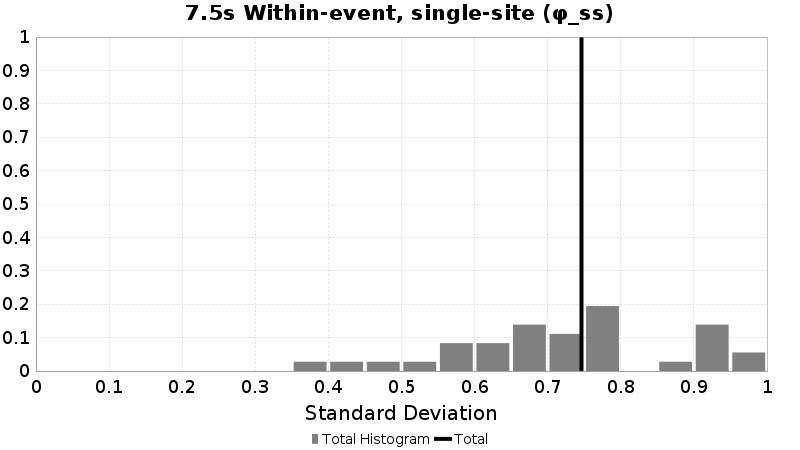 7.5s Within-event, single-site (φ_ss)
1
0.9
0.8
0.7
0.6
0.5
0.4
0.3
0.2
0.1
0
0 0.1 0.2 0.3 0.4 0.5 0.6 0.7 0.8 0.9 1
Standard Deviation
Total Histogram Total